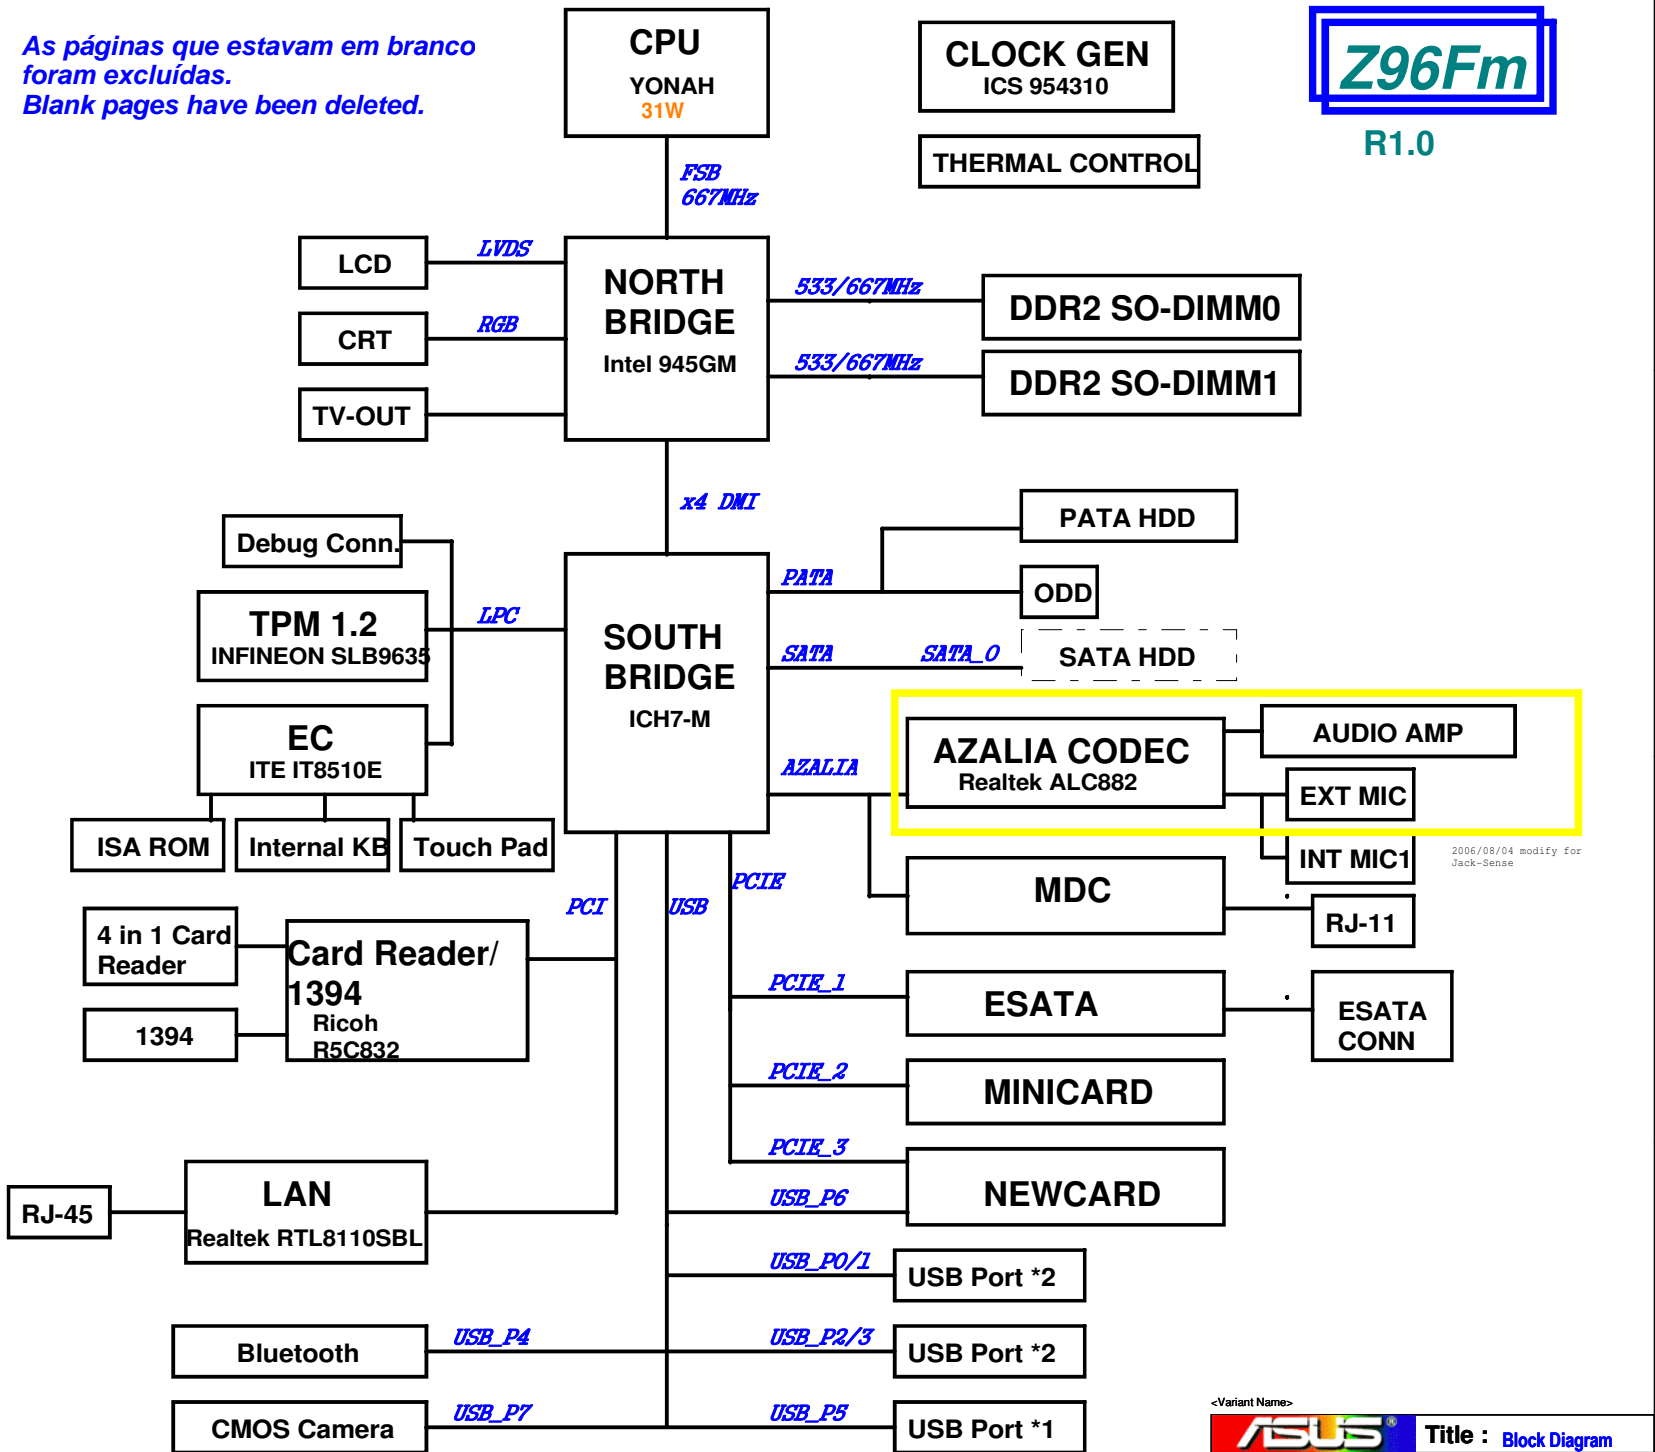 As páginas que estavam em branco
foram excluídas.
Blank pages have been deleted.
CPU
YONAH
31W
CLOCK GEN
ICS 954310
Z96Fm
R1.0
THERMAL CONTROL
FSB
667MHz
LCD
LVDS
NORTH
BRIDGE
Intel 945GM
533/667MHz
DDR2 SO-DIMM0
CRT
RGB
533/667MHz
DDR2 SO-DIMM1
TV-OUT
x4 DMI
PATA HDD
Debug Conn.
PATA
ODD
TPM 1.2
INFINEON SLB9635
LPC
SOUTH
BRIDGE
ICH7-M
SATA
SATA_0
SATA HDD
EC
ITE IT8510E
AZALIA
AZALIA CODEC
Realtek ALC882
AUDIO AMP
EXT MIC
INT MIC1
2006/08/04 modify for
Jack-Sense
ISA ROM
Internal KB
Touch Pad
PCI
USB
PCIE
MDC
RJ-11
4 in 1 Card
Reader
Card Reader/
1394
Ricoh
R5C832
1394
PCIE_1
ESATA
ESATA
CONN
PCIE_2
MINICARD
PCIE_3
NEWCARD
USB_P6
RJ-45
LAN
Realtek RTL8110SBL
USB_P0/1
USB Port *2
Bluetooth
USB_P4
USB_P2/3
USB Port *2
CMOS Camera
USB_P7
USB_P5
USB Port *1
<Variant Name>
ASUS®
Title : Block Diagram